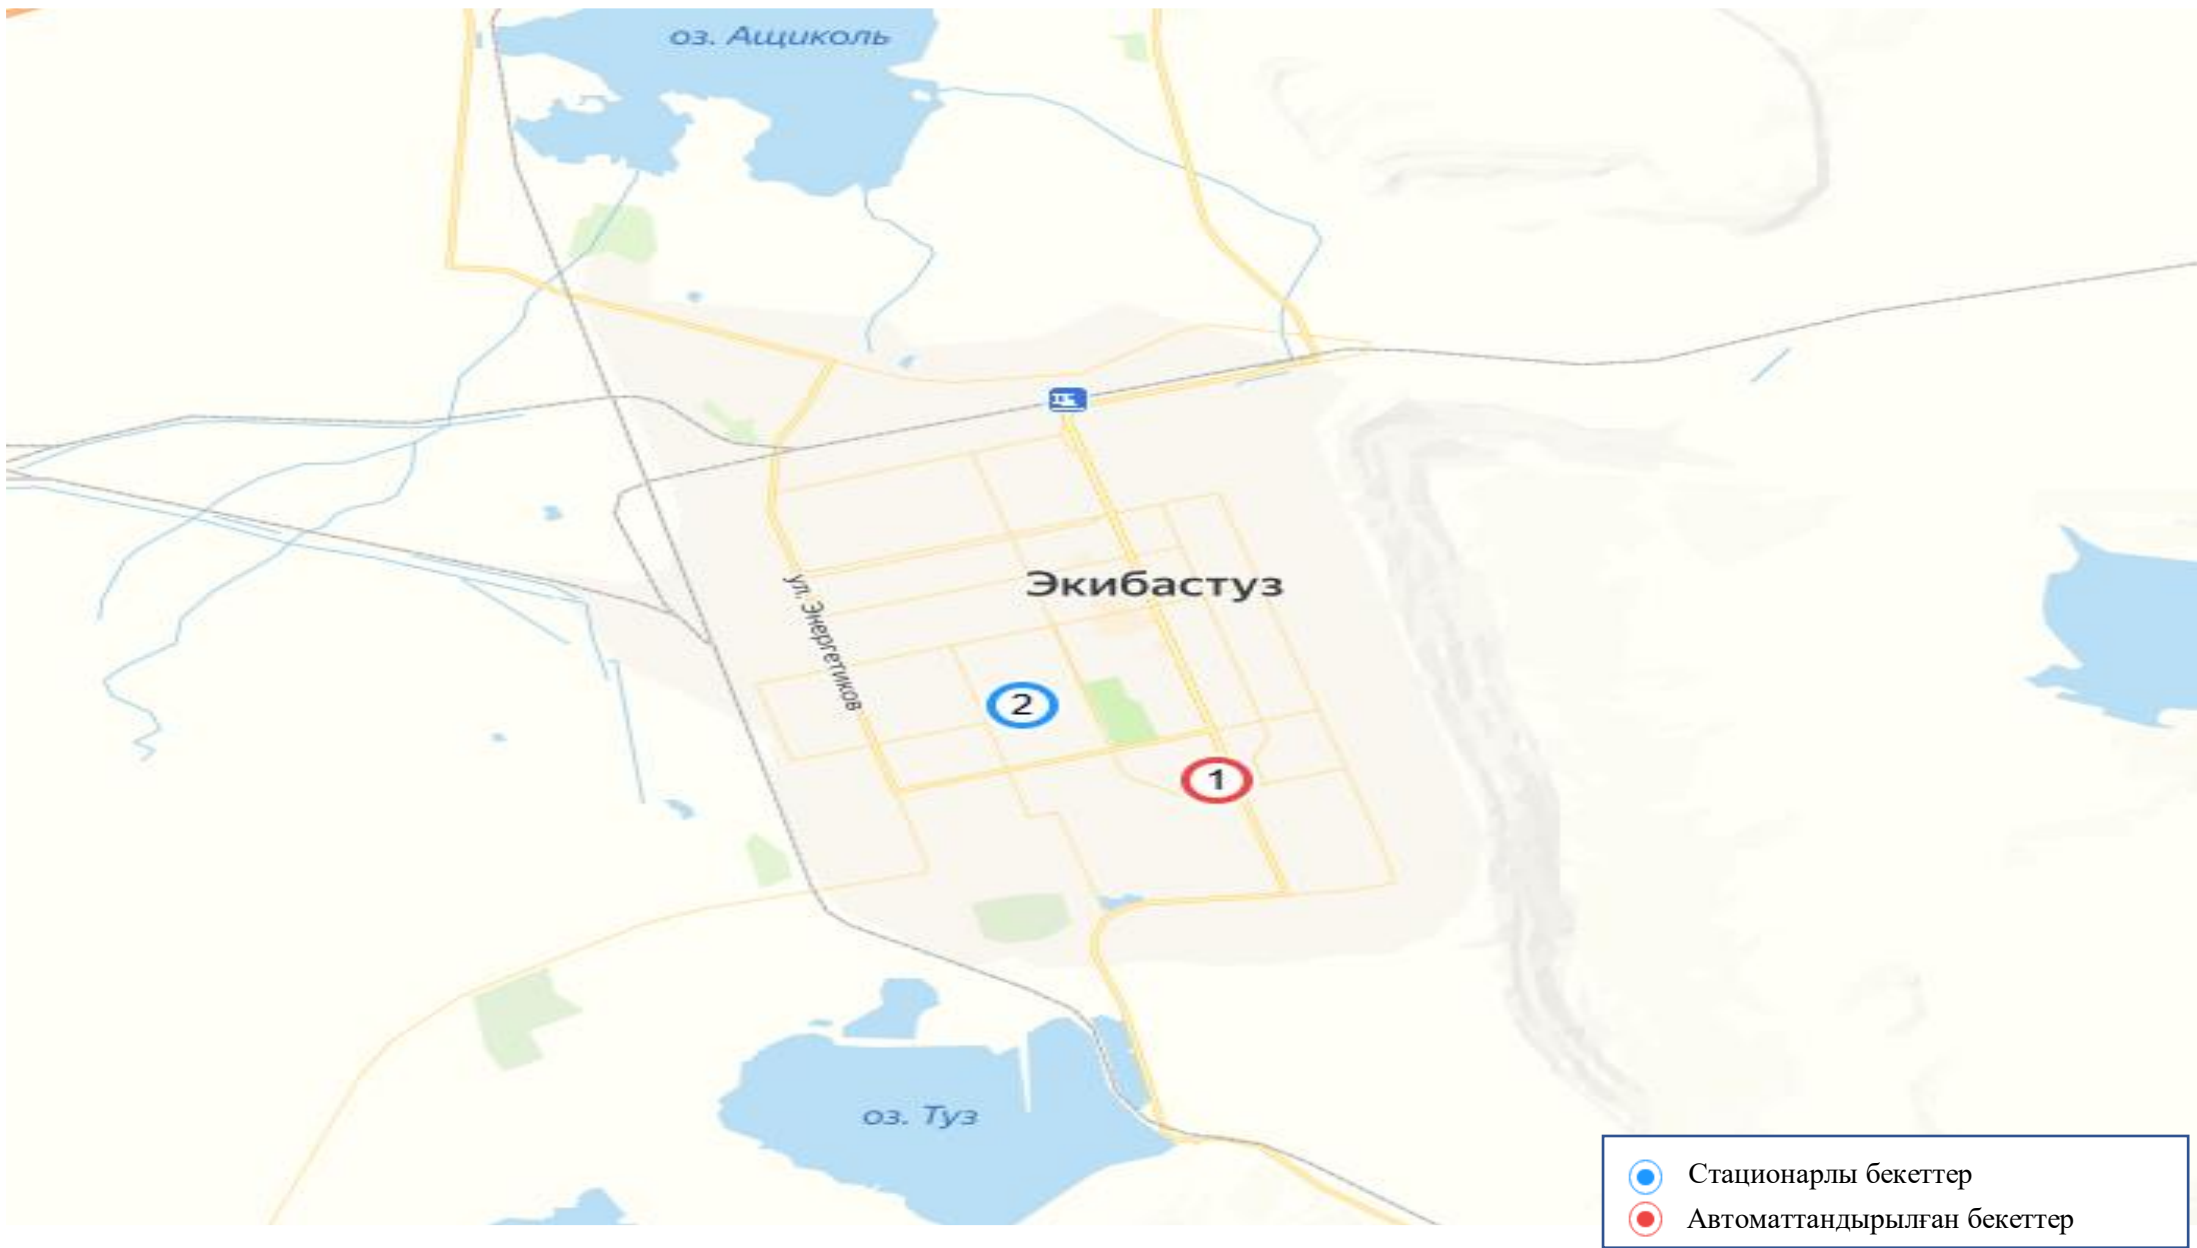 оз. Ащиколь
Экибастуз
ул. Энергетиков
2
1
оз. Туз
Стационарлы бекеттер
Автоматтандырылған бекеттер